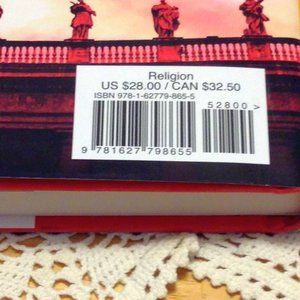 Religion
US $28.00 / CAN $32.50
ISBN 978-1-62779-865-5
52800 >
9 781627 798655